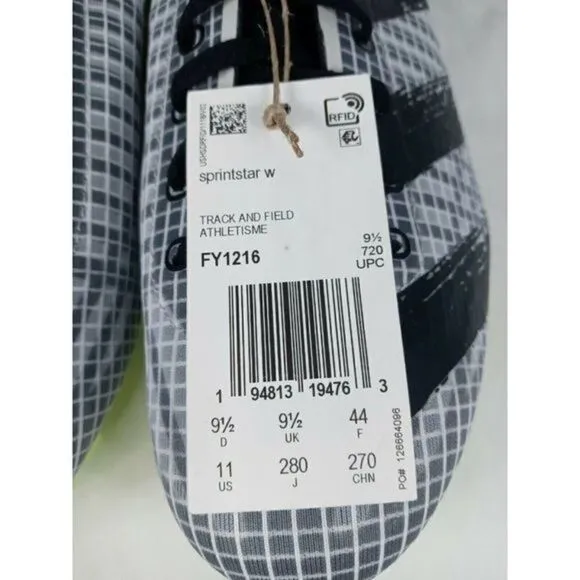 RFID
sprintstar w
TRACK AND FIELD
ATHLETISME
FY1216
9½
720
UPC
1 94813 19476 3
9½ 9½ 44
D UK F
11 280 270
US J CHN
PO# 126664096